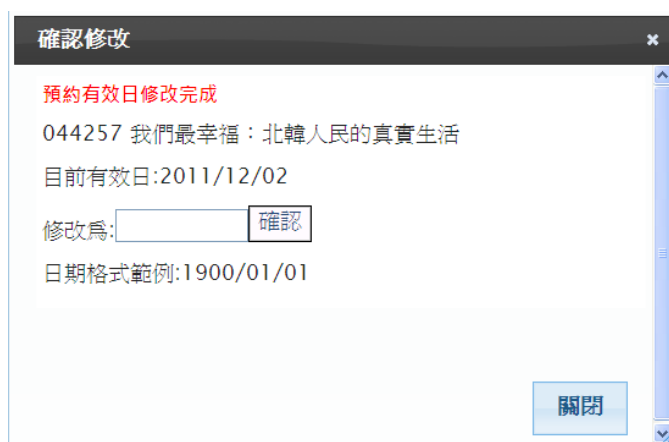 確認修改
×
預約有效日修改完成
044257 我們最幸福：北韓人民的真實生活
目前有效日:2011/12/02
修改為: 確認
日期格式範例:1900/01/01
關閉